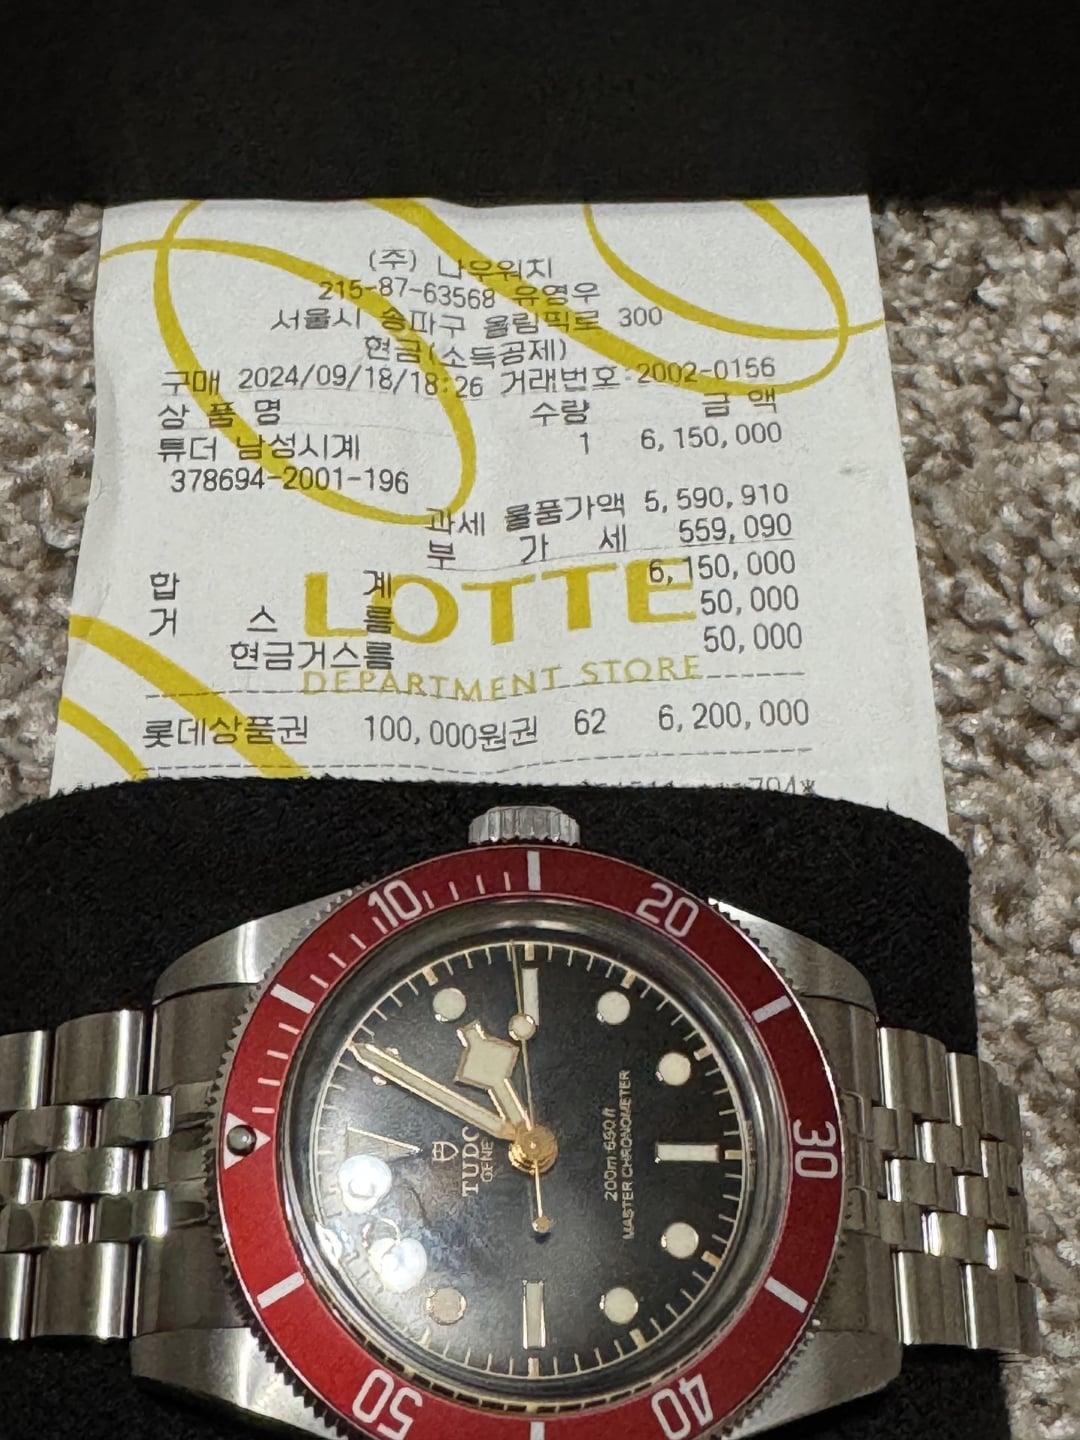 (주) 나우워치
215-87-63568 유영우
서울시 송파구 올림픽로 300
현금(소득공제)
구매 2024/09/18/18:26 거래번호:2002-0156
상 품 명 수량 금 액
튜더 남성시계 1 6,150,000
378694-2001-196
과세 물품가액 5,590,910
부 가 세 559,090
합 계 6,150,000
거 스 름 50,000
현금거스름 50,000
LOTTE
DEPARTMENT STORE
롯데상품권 100,000원권 62 6,200,000
10
20
30
40
50
TUDO
GENE
200m 660ft
MASTER CHRONOMETER